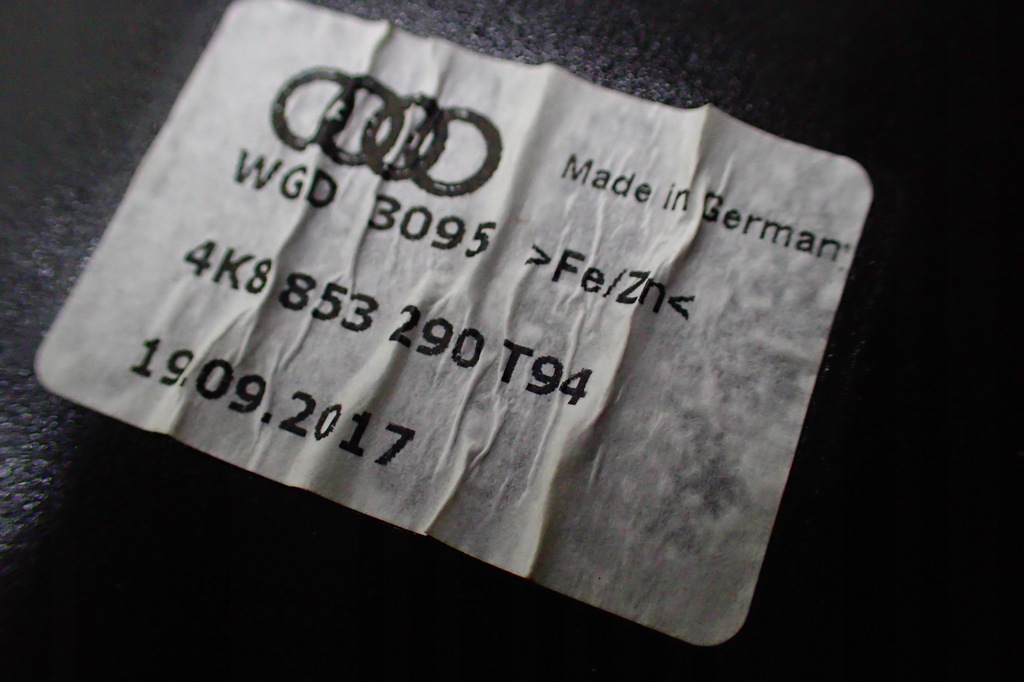 WGD 3095
Made in German
4K8 853 290 T94
>Fe/Zn<
19.09.2017